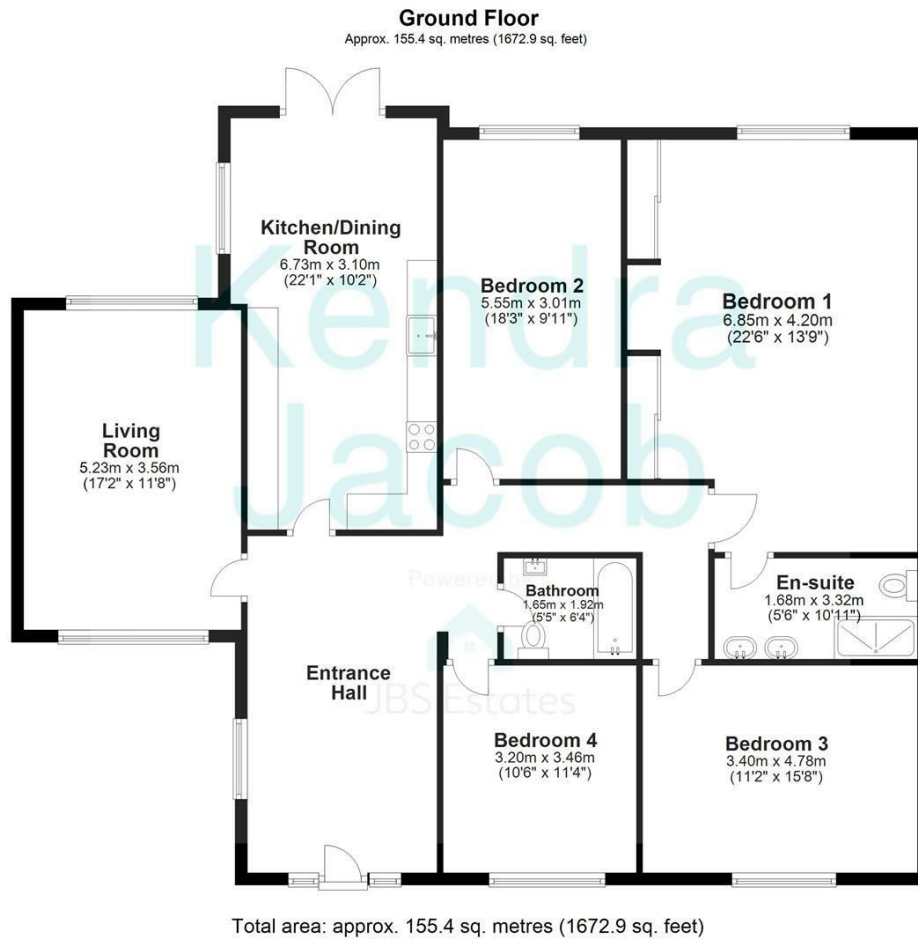 Ground Floor
Approx. 155.4 sq. metres (1672.9 sq. feet)
Kitchen/Dining
Room
6.73m x 3.10m
(22'1" x 10'2")
Bedroom 2
5.55m x 3.01m
(18'3" x 9'11")
Bedroom 1
6.85m x 4.20m
(22'6" x 13'9")
Kendra
Jacob
Living
Room
5.23m x 3.56m
(17'2" x 11'8")
Powered by
Bathroom
1.65m x 1.92m
(5'5" x 6'4")
En-suite
1.68m x 3.32m
(5'6" x 10'11")
Entrance
Hall
JBS Estates
Bedroom 4
3.20m x 3.46m
(10'6" x 11'4")
Bedroom 3
3.40m x 4.78m
(11'2" x 15'8")
Total area: approx. 155.4 sq. metres (1672.9 sq. feet)